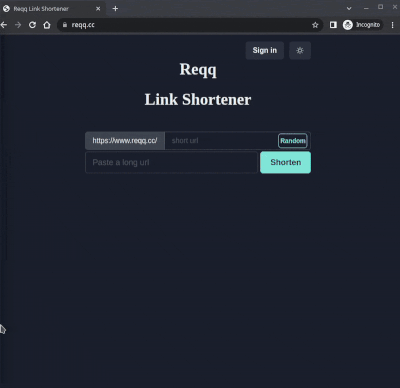 Reqq Link Shortener
reqq.cc
Incognito
Sign in
Reqq
Link Shortener
https://www.reqq.cc/
short url
Random
Paste a long url
Shorten